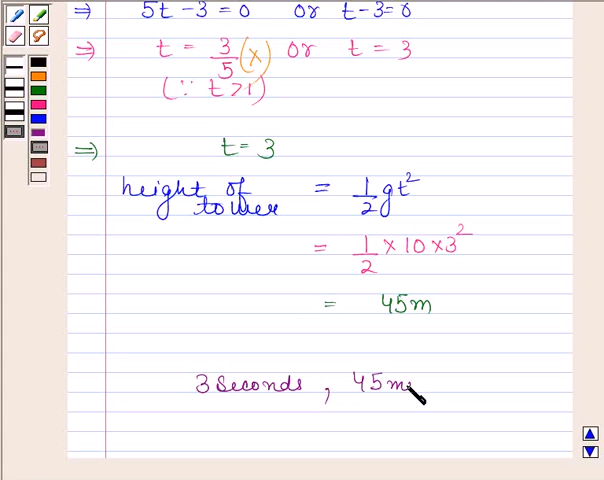 ⇒ 5t - 3 = 0 or t - 3 = 0
⇒ t = 3/5 (x) or t = 3
(∵ t > 1)
⇒ t = 3
height of tower = 1/2 gt²
= 1/2 × 10 × 3²
= 45m
3 Seconds , 45m